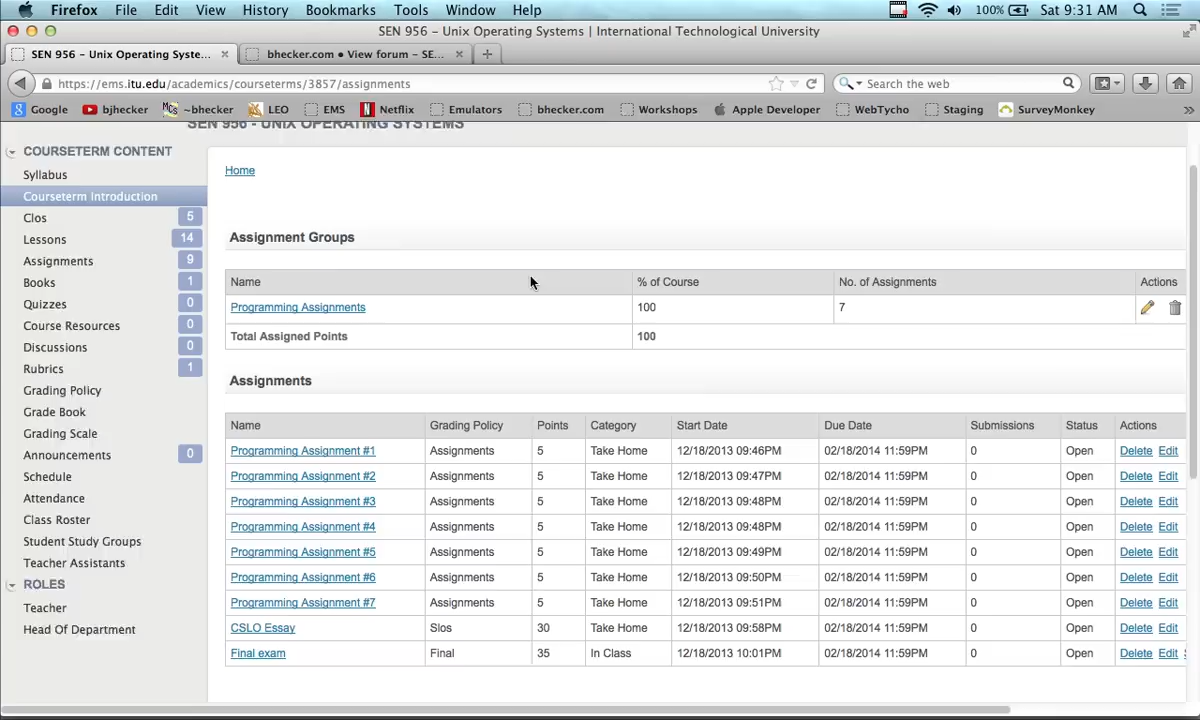 Firefox File Edit View History Bookmarks Tools Window Help 100% Sat 9:31 AM
SEN 956 - Unix Operating Systems | International Technological University
SEN 956 - Unix Operating Syste... × bhecker.com • View forum - SE... × +
https://ems.itu.edu/academics/courseterms/3857/assignments Search the web
Google bjhecker ~bhecker LEO EMS Netflix Emulators bhecker.com Workshops Apple Developer WebTycho Staging SurveyMonkey »
SEN 956 - UNIX OPERATING SYSTEMS
COURSETERM CONTENT
Syllabus
Courseterm Introduction
Clos 5
Lessons 14
Assignments 9
Books 1
Quizzes 0
Course Resources 0
Discussions 0
Rubrics 1
Grading Policy
Grade Book
Grading Scale
Announcements 0
Schedule
Attendance
Class Roster
Student Study Groups
Teacher Assistants
ROLES
Teacher
Head Of Department
Home
Assignment Groups
Name % of Course No. of Assignments Actions
Programming Assignments 100 7
Total Assigned Points 100
Assignments
Name Grading Policy Points Category Start Date Due Date Submissions Status Actions
Programming Assignment #1 Assignments 5 Take Home 12/18/2013 09:46PM 02/18/2014 11:59PM 0 Open Delete Edit
Programming Assignment #2 Assignments 5 Take Home 12/18/2013 09:47PM 02/18/2014 11:59PM 0 Open Delete Edit
Programming Assignment #3 Assignments 5 Take Home 12/18/2013 09:48PM 02/18/2014 11:59PM 0 Open Delete Edit
Programming Assignment #4 Assignments 5 Take Home 12/18/2013 09:48PM 02/18/2014 11:59PM 0 Open Delete Edit
Programming Assignment #5 Assignments 5 Take Home 12/18/2013 09:49PM 02/18/2014 11:59PM 0 Open Delete Edit
Programming Assignment #6 Assignments 5 Take Home 12/18/2013 09:50PM 02/18/2014 11:59PM 0 Open Delete Edit
Programming Assignment #7 Assignments 5 Take Home 12/18/2013 09:51PM 02/18/2014 11:59PM 0 Open Delete Edit
CSLO Essay Slos 30 Take Home 12/18/2013 09:58PM 02/18/2014 11:59PM 0 Open Delete Edit
Final exam Final 35 In Class 12/18/2013 10:01PM 02/18/2014 11:59PM 0 Open Delete Edit